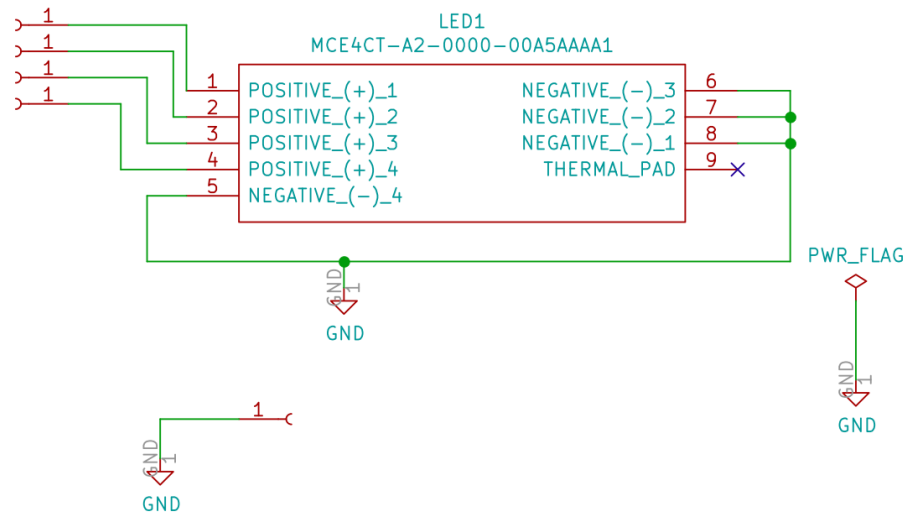 1
1
1
1
LED1
MCE4CT-A2-0000-00A5AAAA1
1 POSITIVE_(+)_1 NEGATIVE_(-)_3 6
2 POSITIVE_(+)_2 NEGATIVE_(-)_2 7
3 POSITIVE_(+)_3 NEGATIVE_(-)_1 8
4 POSITIVE_(+)_4 THERMAL_PAD 9
5 NEGATIVE_(-)_4
GND 1
GND
PWR_FLAG
GND 1
GND
1
GND 1
GND